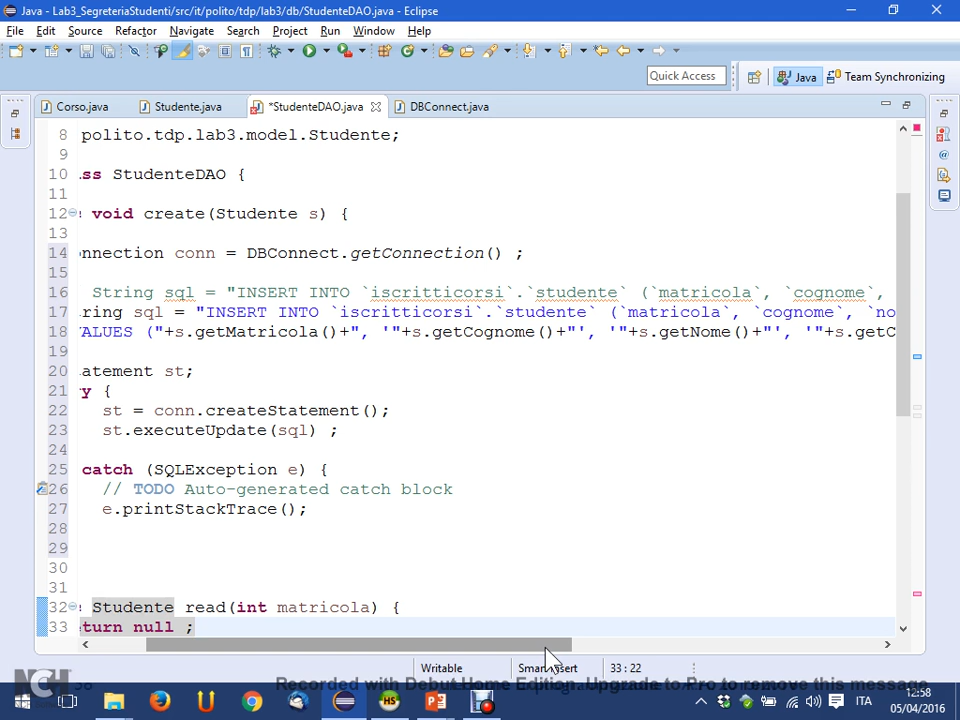 Java - Lab3_SegreteriaStudenti/src/it/polito/tdp/lab3/db/StudenteDAO.java - Eclipse
File Edit Source Refactor Navigate Search Project Run Window Help
Quick Access
Java
Team Synchronizing
Corso.java
Studente.java
*StudenteDAO.java
DBConnect.java
8 polito.tdp.lab3.model.Studente;
9
10 ss StudenteDAO {
11
12 void create(Studente s) {
13
14 nnection conn = DBConnect.getConnection() ;
15
16 String sql = "INSERT INTO `iscritticorsi`.`studente` (`matricola`, `cognome`,
17 ring sql = "INSERT INTO `iscritticorsi`.`studente` (`matricola`, `cognome`, `no
18 VALUES ("+s.getMatricola()+", '"+s.getCognome()+"', '"+s.getNome()+"', '"+s.getC
19
20 atement st;
21 y {
22 st = conn.createStatement();
23 st.executeUpdate(sql) ;
24
25 catch (SQLException e) {
26 // TODO Auto-generated catch block
27 e.printStackTrace();
28
29
30
31
32 Studente read(int matricola) {
33 turn null ;
Writable
Smart Insert
33 : 22
NCH
Recorded with Debut Home Edition. Upgrade to Pro to remove this message
ITA
12:58
05/04/2016